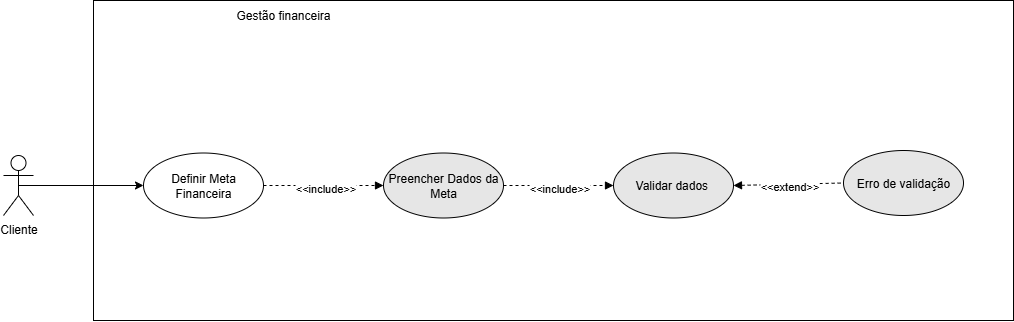 Gestão financeira
Definir Meta
Financeira
<<include>>
Preencher Dados da
Meta
<<include>>
Validar dados
<<extend>>
Erro de validação
Cliente